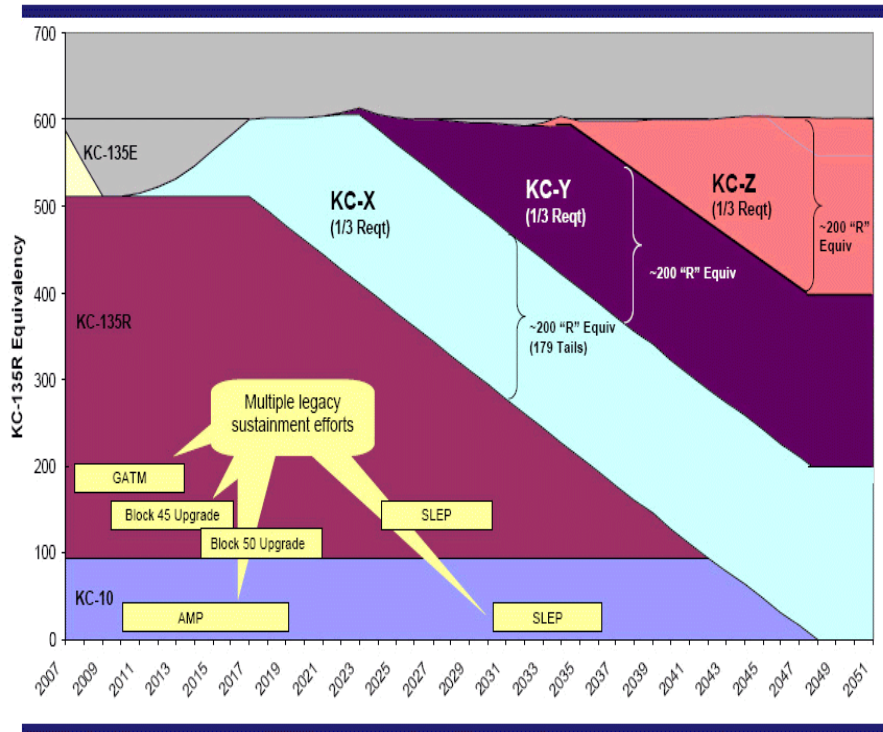 700
600
500
400
300
200
100
0
KC-135R Equivalency
KC-135E
KC-X
(1/3 Reqt)
KC-Y
(1/3 Reqt)
KC-Z
(1/3 Reqt)
~200 “R”
Equiv
~200 “R” Equiv
~200 “R” Equiv
(179 Tails)
KC-135R
Multiple legacy
sustainment efforts
GATM
Block 45 Upgrade
SLEP
Block 50 Upgrade
KC-10
AMP
SLEP
2007
2009
2011
2013
2015
2017
2019
2021
2023
2025
2027
2029
2031
2033
2035
2037
2039
2041
2043
2045
2047
2049
2051